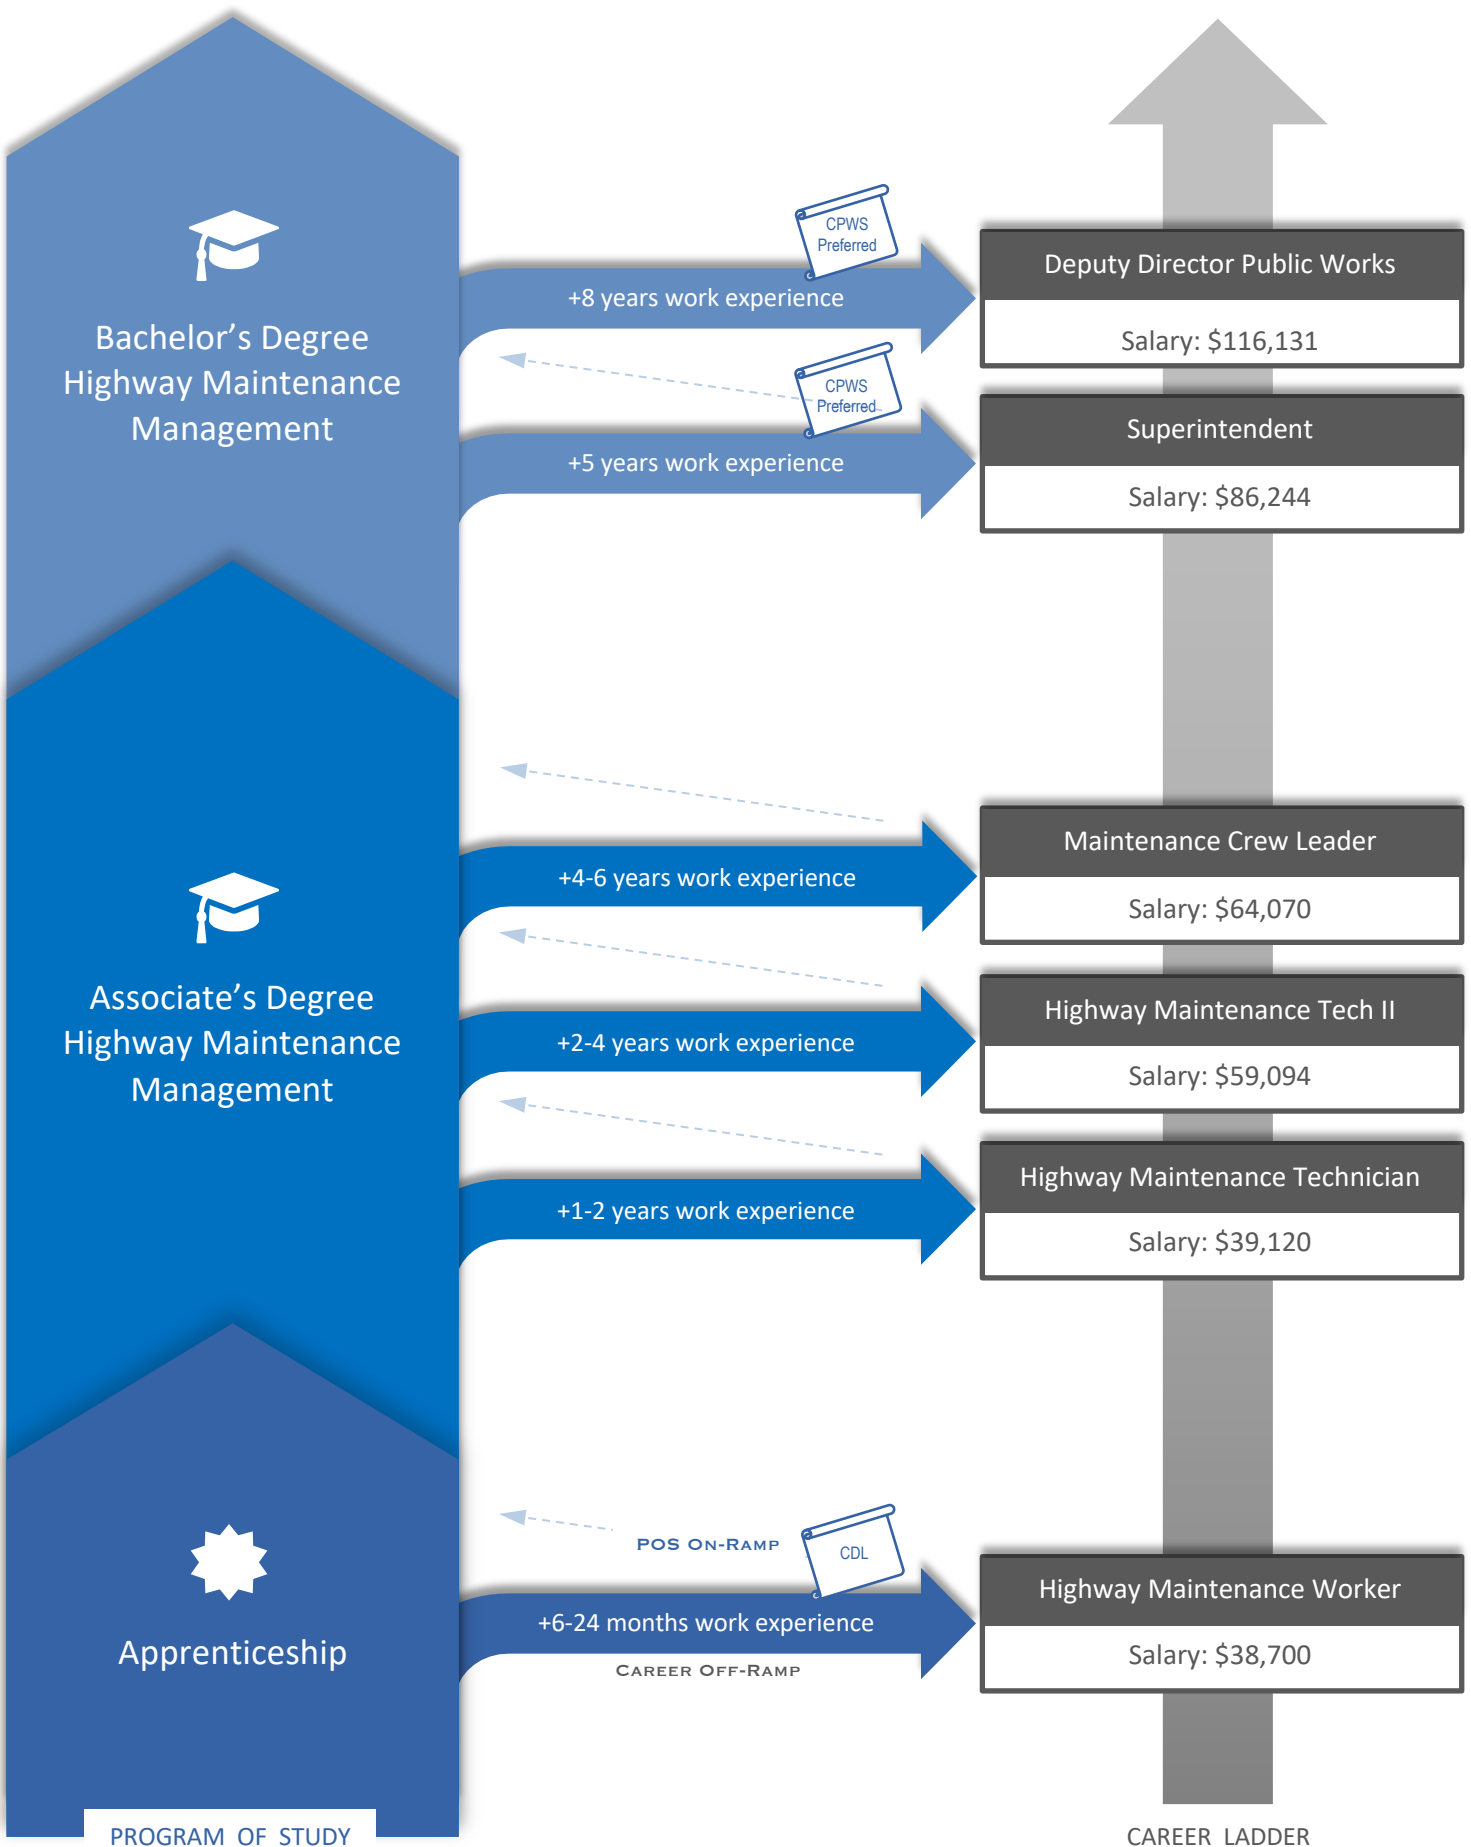 CPWS
Preferred
Deputy Director Public Works
+8 years work experience
Salary: $116,131
Bachelor’s Degree
Highway Maintenance
Management
CPWS
Preferred
Superintendent
+5 years work experience
Salary: $86,244
Maintenance Crew Leader
+4-6 years work experience
Salary: $64,070
Associate’s Degree
Highway Maintenance
Management
Highway Maintenance Tech II
+2-4 years work experience
Salary: $59,094
Highway Maintenance Technician
+1-2 years work experience
Salary: $39,120
POS On-Ramp
CDL
Highway Maintenance Worker
+6-24 months work experience
Salary: $38,700
Apprenticeship
Career Off-Ramp
PROGRAM OF STUDY
CAREER LADDER